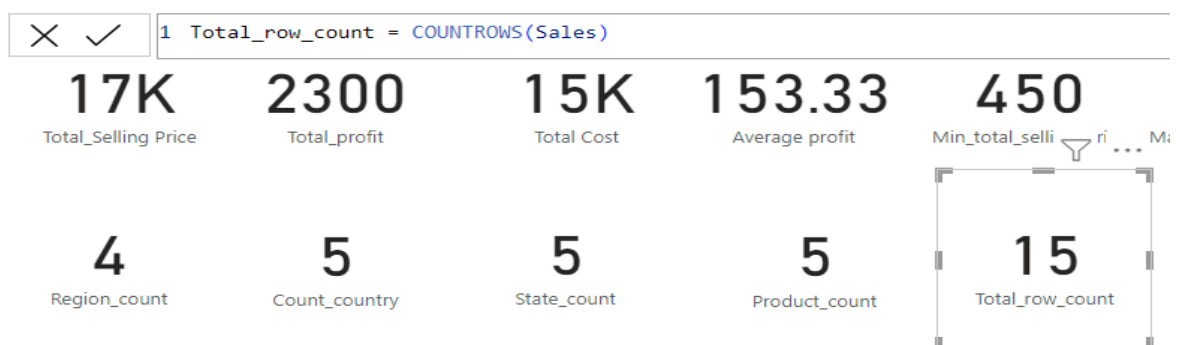 1 Total_row_count = COUNTROWS(Sales)
17K 2300 15K 153.33 450
Total_Selling Price Total_profit Total Cost Average profit Min_total_selli
4 5 5 5 15
Region_count Count_country State_count Product_count Total_row_count